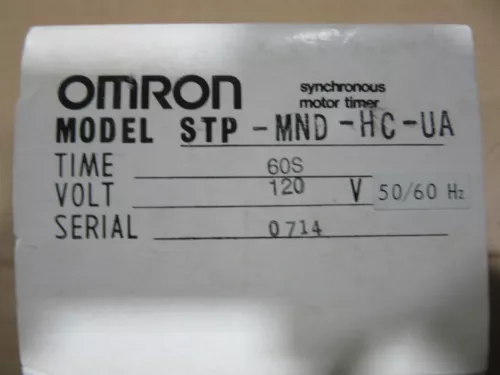 OMRON synchronous
motor timer
MODEL STP-MND-HC-UA
TIME 60S
VOLT 120 V 50/60 Hz
SERIAL 0714